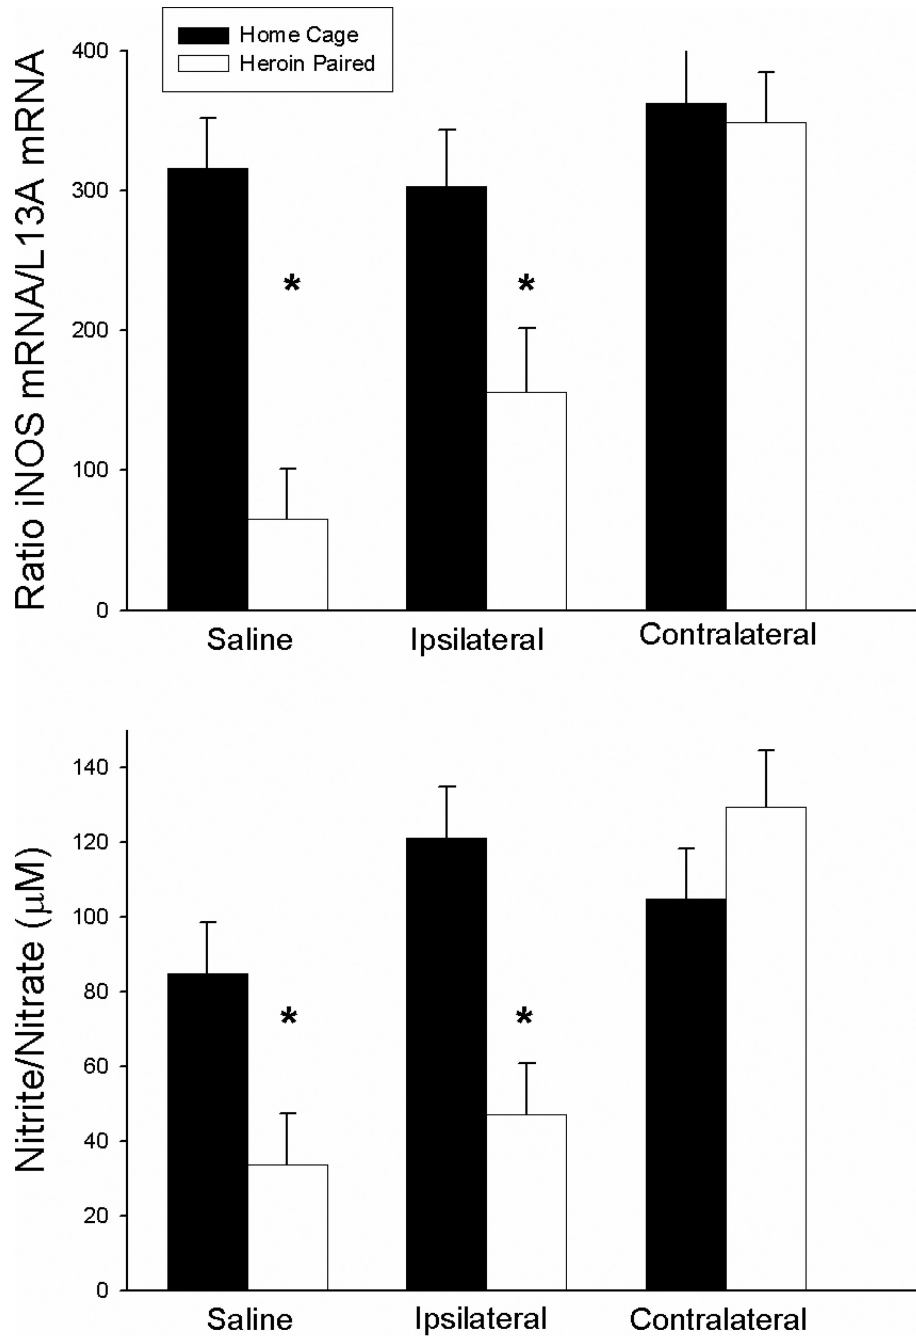 Home Cage
Heroin Paired
Ratio iNOS mRNA/L13A mRNA
400
300
200
100
0
*
*
Saline
Ipsilateral
Contralateral
Nitrite/Nitrate (μM)
140
120
100
80
60
40
20
0
*
*
Saline
Ipsilateral
Contralateral